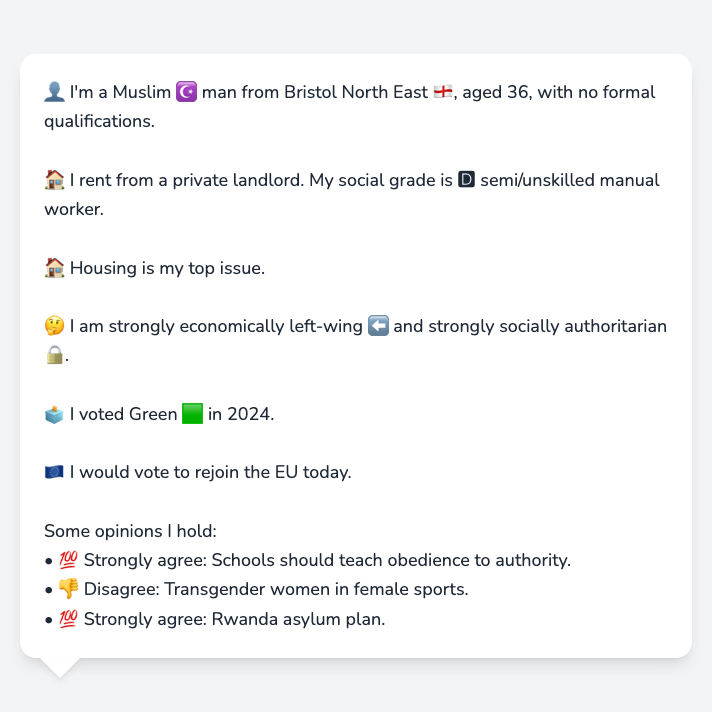 👤 I'm a Muslim ☪️ man from Bristol North East 🏴󠁧󠁢󠁥󠁮󠁧󠁿, aged 36, with no formal
qualifications.
🏠 I rent from a private landlord. My social grade is 🅳 semi/unskilled manual
worker.
🏠 Housing is my top issue.
🤔 I am strongly economically left-wing ⬅️ and strongly socially authoritarian
🔒.
🗳️ I voted Green 🟩 in 2024.
🇪🇺 I would vote to rejoin the EU today.
Some opinions I hold:
• 💯 Strongly agree: Schools should teach obedience to authority.
• 👎 Disagree: Transgender women in female sports.
• 💯 Strongly agree: Rwanda asylum plan.